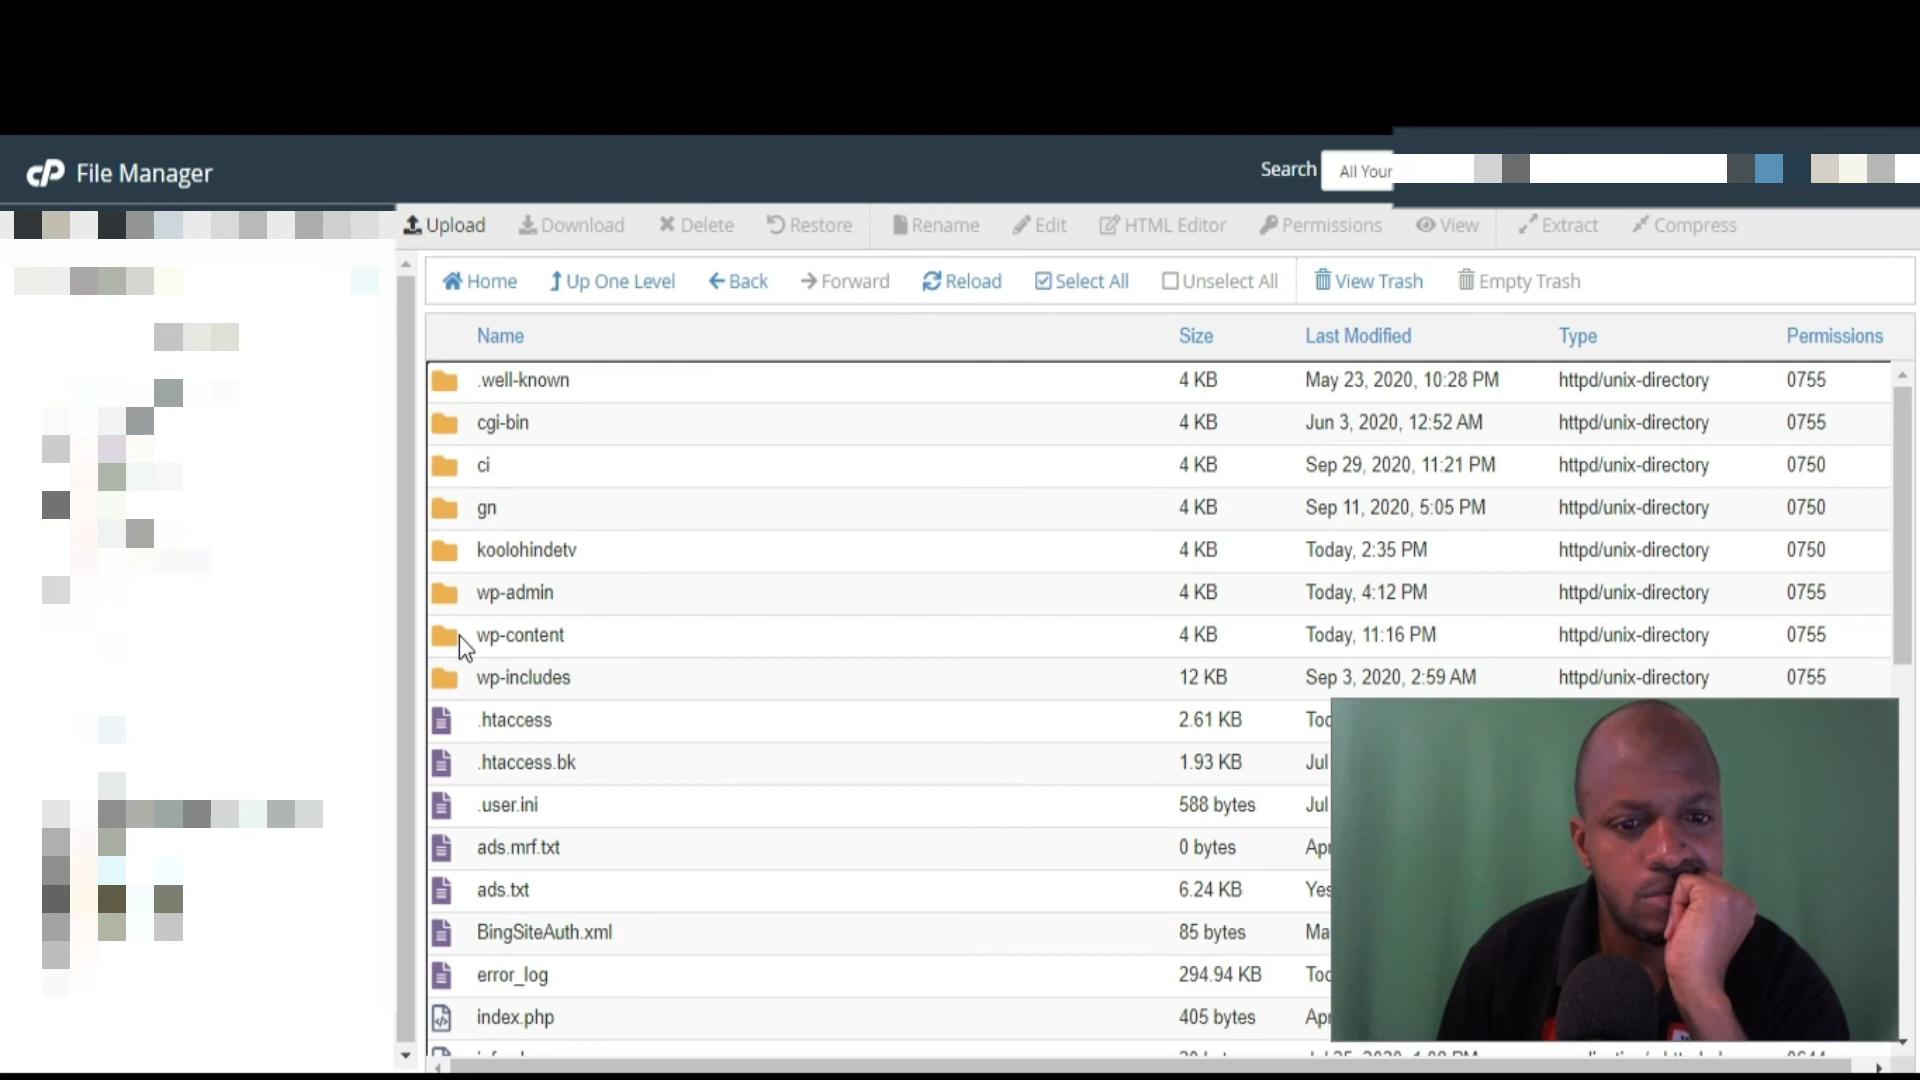 cP File Manager
Search All Your
Upload Download Delete Restore Rename Edit HTML Editor Permissions View Extract Compress
Home Up One Level Back Forward Reload Select All Unselect All View Trash Empty Trash
Name Size Last Modified Type Permissions
.well-known 4 KB May 23, 2020, 10:28 PM httpd/unix-directory 0755
cgi-bin 4 KB Jun 3, 2020, 12:52 AM httpd/unix-directory 0755
ci 4 KB Sep 29, 2020, 11:21 PM httpd/unix-directory 0750
gn 4 KB Sep 11, 2020, 5:05 PM httpd/unix-directory 0750
koolohindetv 4 KB Today, 2:35 PM httpd/unix-directory 0750
wp-admin 4 KB Today, 4:12 PM httpd/unix-directory 0755
wp-content 4 KB Today, 11:16 PM httpd/unix-directory 0755
wp-includes 12 KB Sep 3, 2020, 2:59 AM httpd/unix-directory 0755
.htaccess 2.61 KB
.htaccess.bk 1.93 KB Jul
.user.ini 588 bytes Jul
ads.mrf.txt 0 bytes Apr
ads.txt 6.24 KB Yes
BingSiteAuth.xml 85 bytes Ma
error_log 294.94 KB
index.php 405 bytes Apr